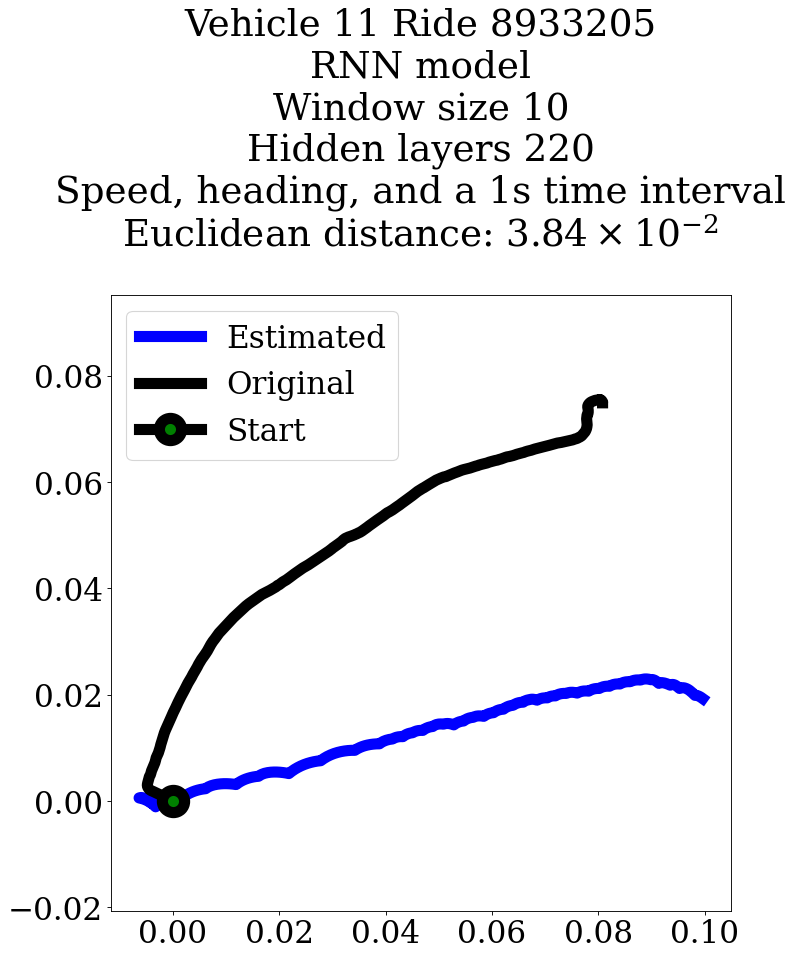 Vehicle 11 Ride 8933205
RNN model
Window size 10
Hidden layers 220
Speed, heading, and a 1s time interval
Euclidean distance: 3.84 × 10⁻²
Estimated
Original
Start
0.08
0.06
0.04
0.02
0.00
−0.02
0.00 0.02 0.04 0.06 0.08 0.10